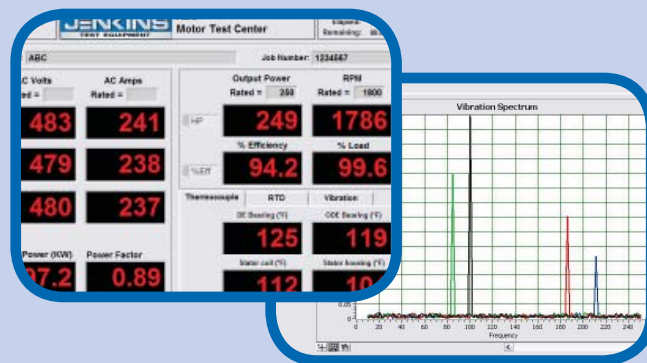 JENKINS
TEST EQUIPMENT
Motor Test Center
Elapsed:
Remaining:
ABC
Job Number: 1234567
AC Volts
AC Amps
Output Power
RPM
Rated =
Rated =
Rated = 250
Rated = 1800
483
241
HP
249
1786
% Efficiency
% Load
479
238
%Eff
94.2
99.6
Thermocouple
RTD
Vibration
480
237
DE Bearing (°F)
ODE Bearing (°F)
125
119
Power (KW)
Power Factor
Stator coil (°F)
Stator housing (°F)
97.2
0.89
112
10
Vibration Spectrum
0.05
0
0 20 40 60 80 100 120 140 160 180 200 220 240
Frequency